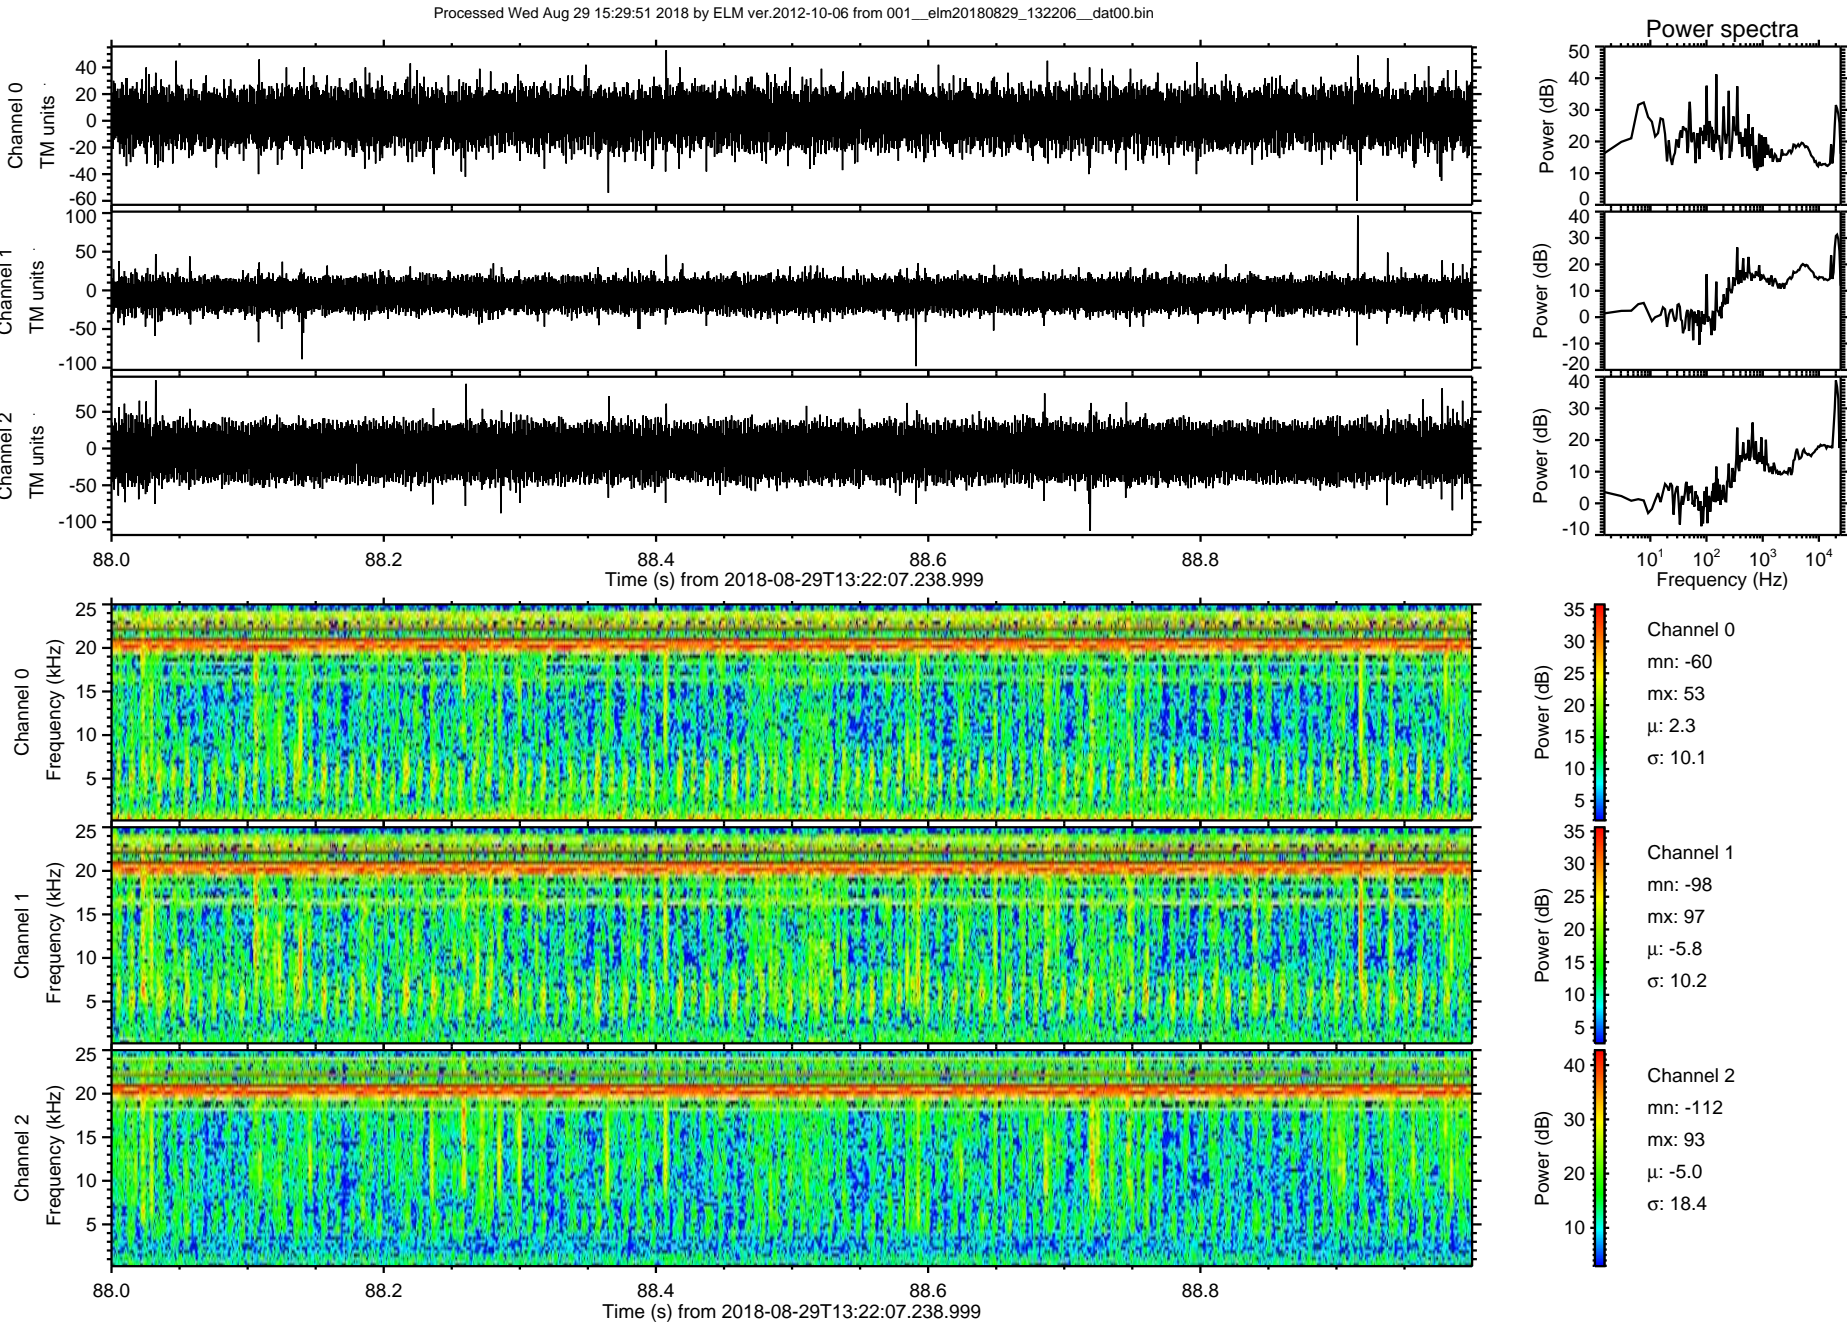 Processed Wed Aug 29 15:29:51 2018 by ELM ver.2012-10-06 from 001__elm20180829_132206__dat00.bin
Power spectra
Channel 0
TM units
40
20
0
-20
-40
-60
Power (dB)
50
40
30
20
10
0
Channel 1
TM units
100
50
0
-50
-100
Power (dB)
40
30
20
10
0
-10
-20
Channel 2
TM units
50
0
-50
-100
Power (dB)
40
30
20
10
0
-10
88.0 88.2 88.4 88.6 88.8
Time (s) from 2018-08-29T13:22:07.238.999
10^1 10^2 10^3 10^4
Frequency (Hz)
Channel 0
Frequency (kHz)
25
20
15
10
5
Power (dB)
35
30
25
20
15
10
5
Channel 0
mn: -60
mx: 53
μ: 2.3
σ: 10.1
Channel 1
Frequency (kHz)
25
20
15
10
5
Power (dB)
35
30
25
20
15
10
5
Channel 1
mn: -98
mx: 97
μ: -5.8
σ: 10.2
Channel 2
Frequency (kHz)
25
20
15
10
5
Power (dB)
40
30
20
10
Channel 2
mn: -112
mx: 93
μ: -5.0
σ: 18.4
88.0 88.2 88.4 88.6 88.8
Time (s) from 2018-08-29T13:22:07.238.999